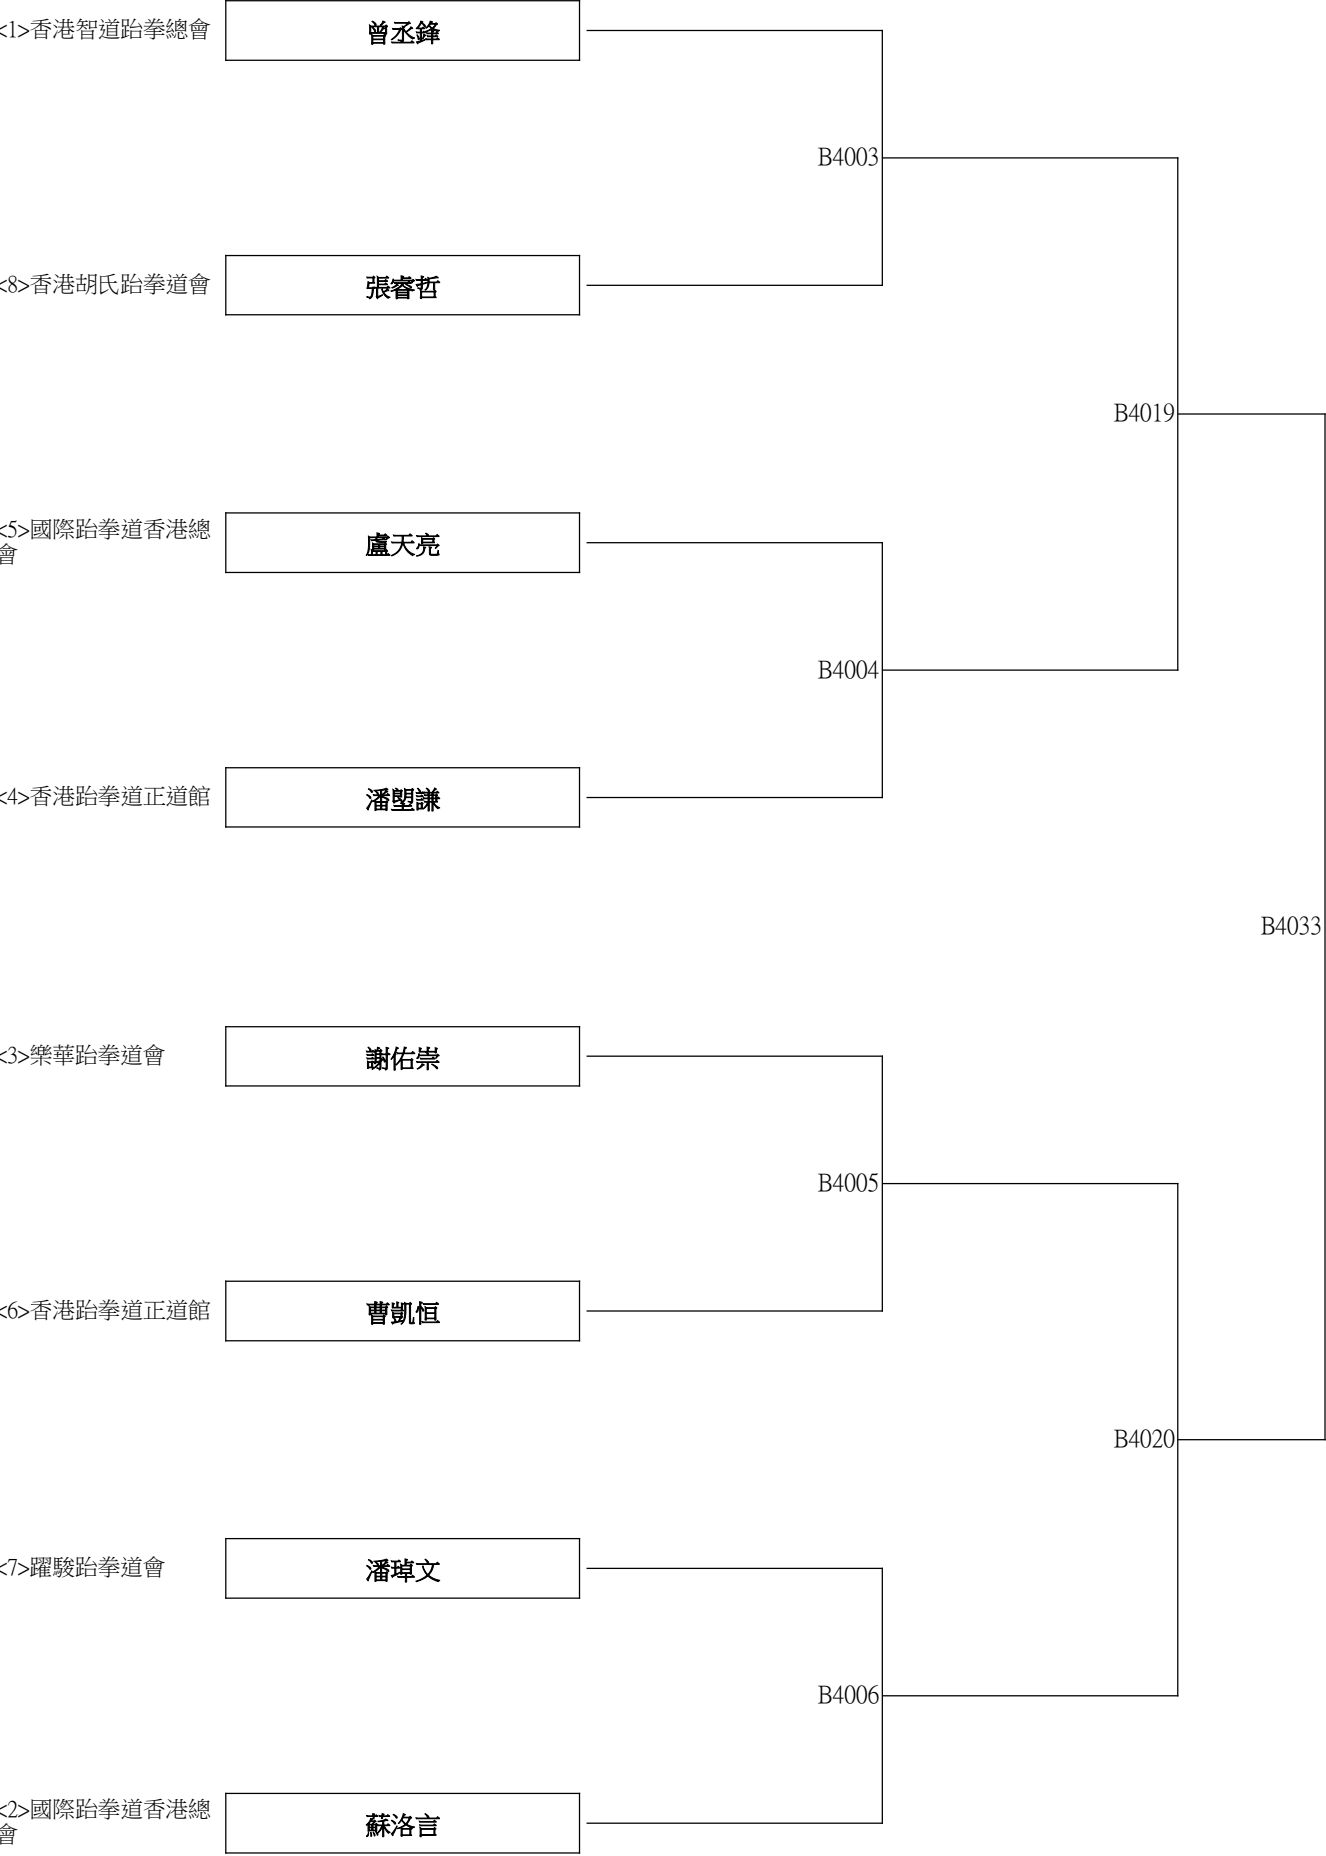 <1>香港智道跆拳總會
曾丞鋒
B4003
<8>香港胡氏跆拳道會
張睿哲
B4019
<5>國際跆拳道香港總
會
盧天亮
B4004
<4>香港跆拳道正道館
潘塱謙
B4033
<3>樂華跆拳道會
謝佑崇
B4005
<6>香港跆拳道正道館
曹凱恒
B4020
<7>躍駿跆拳道會
潘琸文
B4006
<2>國際跆拳道香港總
會
蘇洛言